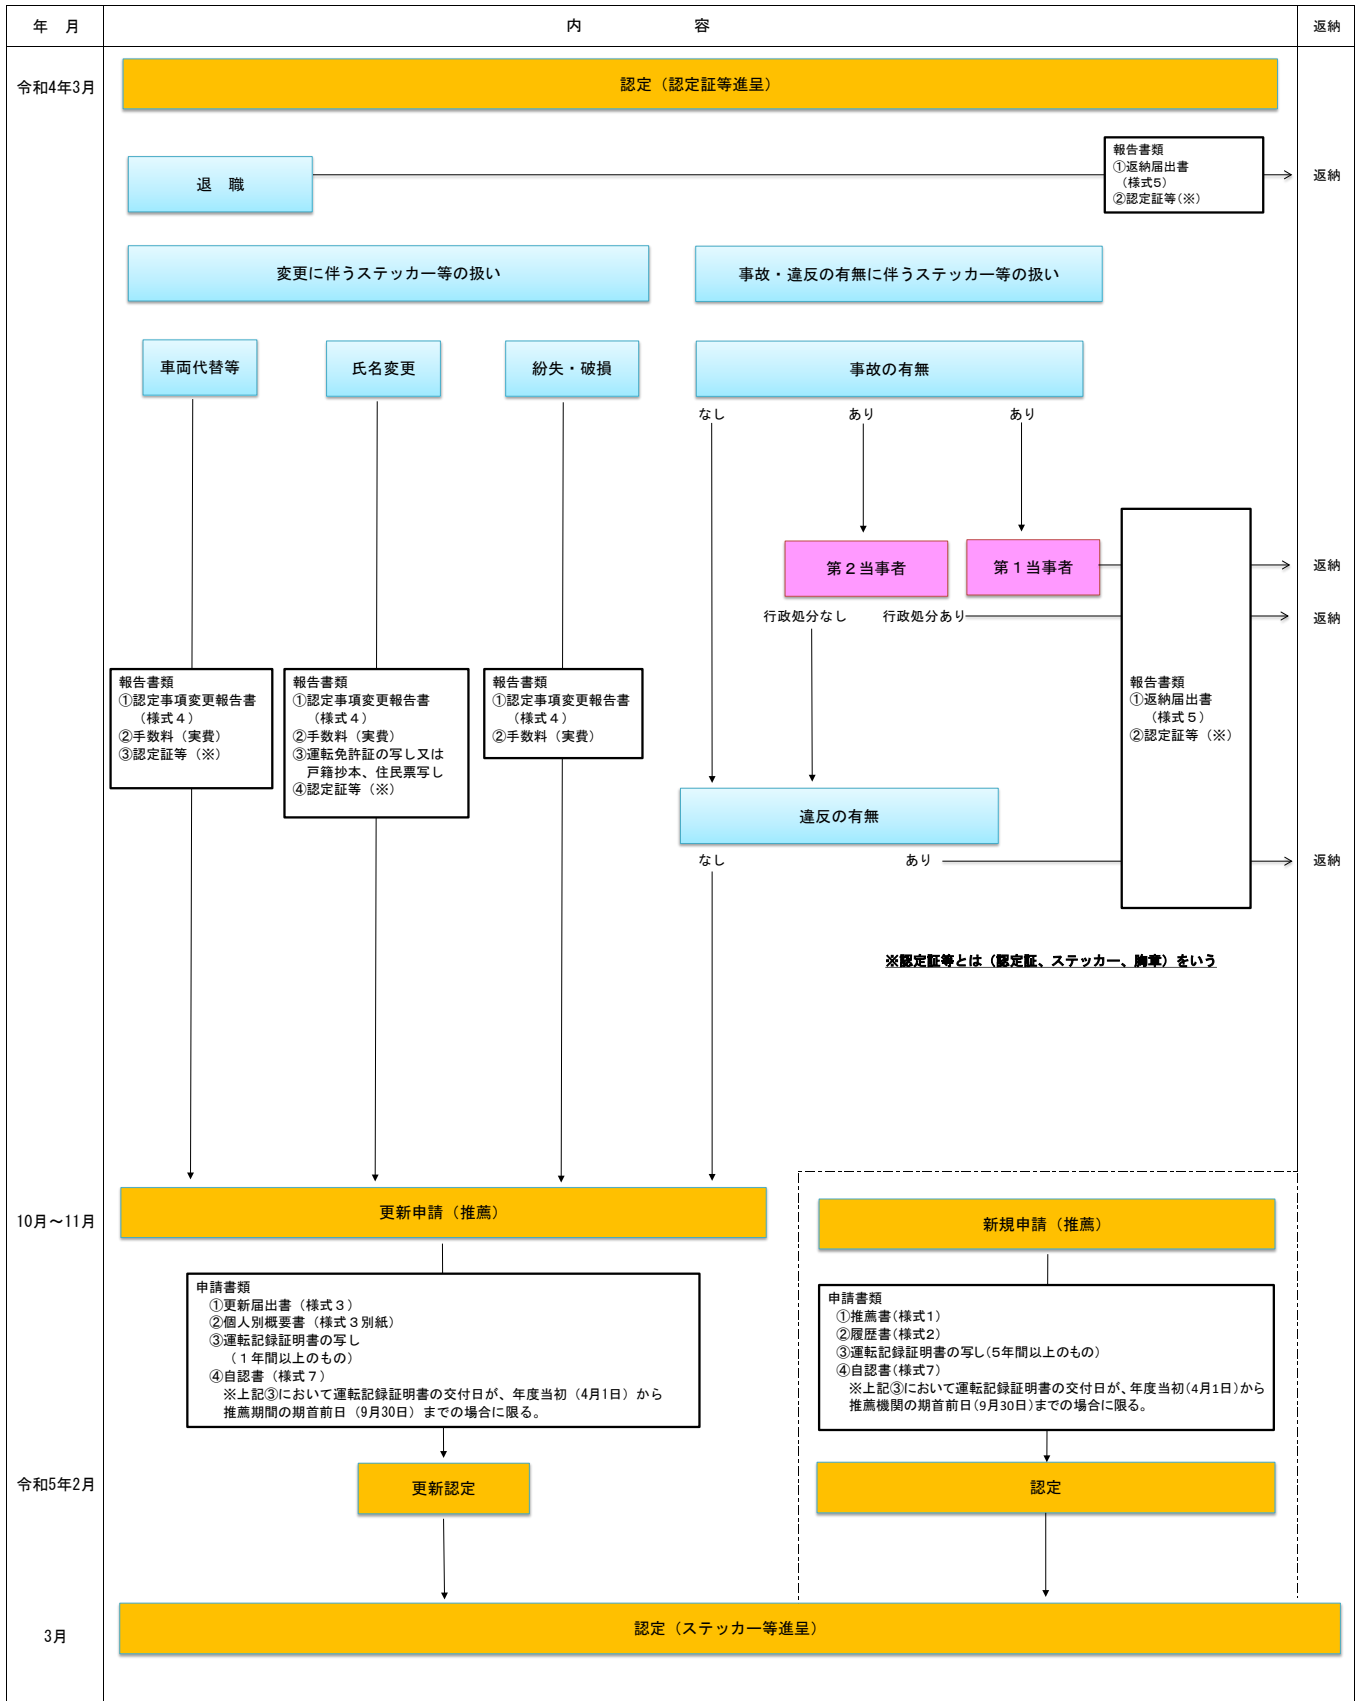 年　月
内　　　　　　　容
返納
令和4年3月
認定（認定証等進呈）
報告書類
①返納届出書
（様式5）
②認定証等(※)
返納
退　職
変更に伴うステッカー等の扱い
事故・違反の有無に伴うステッカー等の扱い
車両代替等
氏名変更
紛失・破損
事故の有無
なし
あり
あり
第２当事者
第１当事者
返納
行政処分なし
行政処分あり
返納
報告書類
①認定事項変更報告書
（様式４）
②手数料（実費）
③認定証等（※）
報告書類
①認定事項変更報告書
（様式４）
②手数料（実費）
③運転免許証の写し又は
戸籍抄本、住民票写し
④認定証等（※）
報告書類
①認定事項変更報告書
（様式４）
②手数料（実費）
報告書類
①返納届出書
（様式５）
②認定証等（※）
違反の有無
なし
あり
返納
※認定証等とは（認定証、ステッカー、胸章）をいう
10月～11月
更新申請（推薦）
新規申請（推薦）
申請書類
①更新届出書（様式３）
②個人別概要書（様式３別紙）
③運転記録証明書の写し
（１年間以上のもの）
④自認書（様式７）
※上記③において運転記録証明書の交付日が、年度当初（4月1日）から
推薦期間の期首前日（9月30日）までの場合に限る。
申請書類
①推薦書(様式1)
②履歴書(様式2)
③運転記録証明書の写し(５年間以上のもの)
④自認書(様式7)
※上記③において運転記録証明書の交付日が、年度当初(4月1日)から
推薦機関の期首前日(9月30日)までの場合に限る。
令和5年2月
更新認定
認定
3月
認定（ステッカー等進呈）